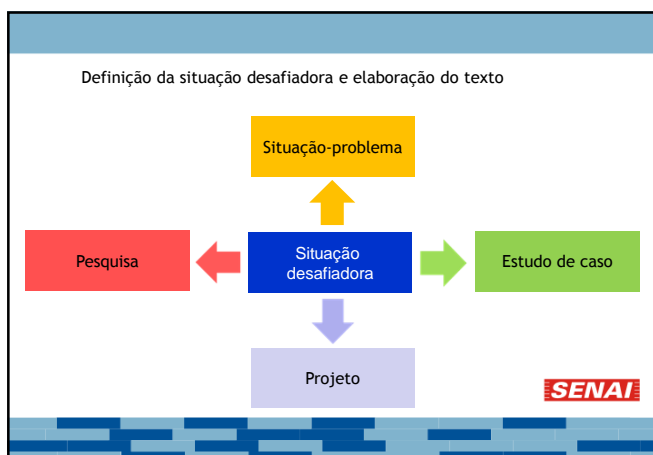 Definição da situação desafiadora e elaboração do texto
Situação-problema
Pesquisa
Situação
desafiadora
Estudo de caso
Projeto
SENAI